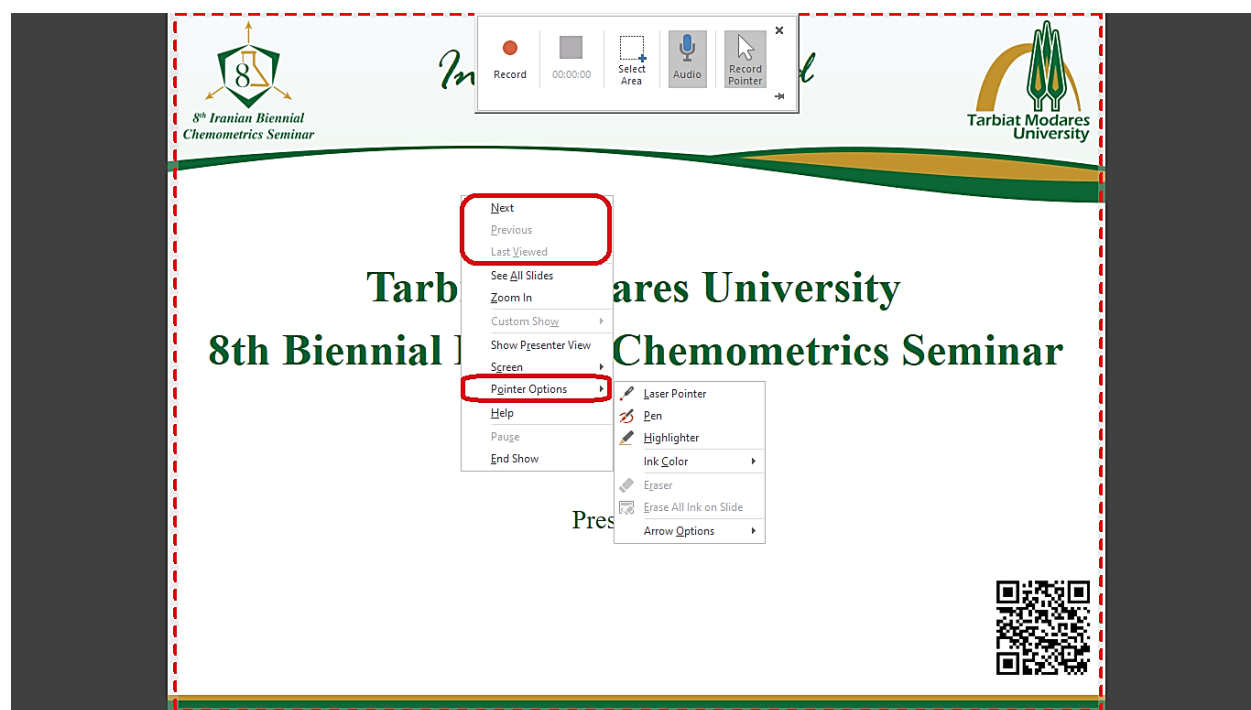 In
l
8
8th Iranian Biennial
Chemometrics Seminar
Record
00:00:00
Select
Area
Audio
Record
Pointer
Tarbiat Modares
University
Next
Previous
Last Viewed
See All Slides
Zoom In
Custom Show
Show Presenter View
Screen
Pointer Options
Help
Pause
End Show
Laser Pointer
Pen
Highlighter
Ink Color
Eraser
Erase All Ink on Slide
Arrow Options
Tarb ares University
8th Biennial Chemometrics Seminar
Pres